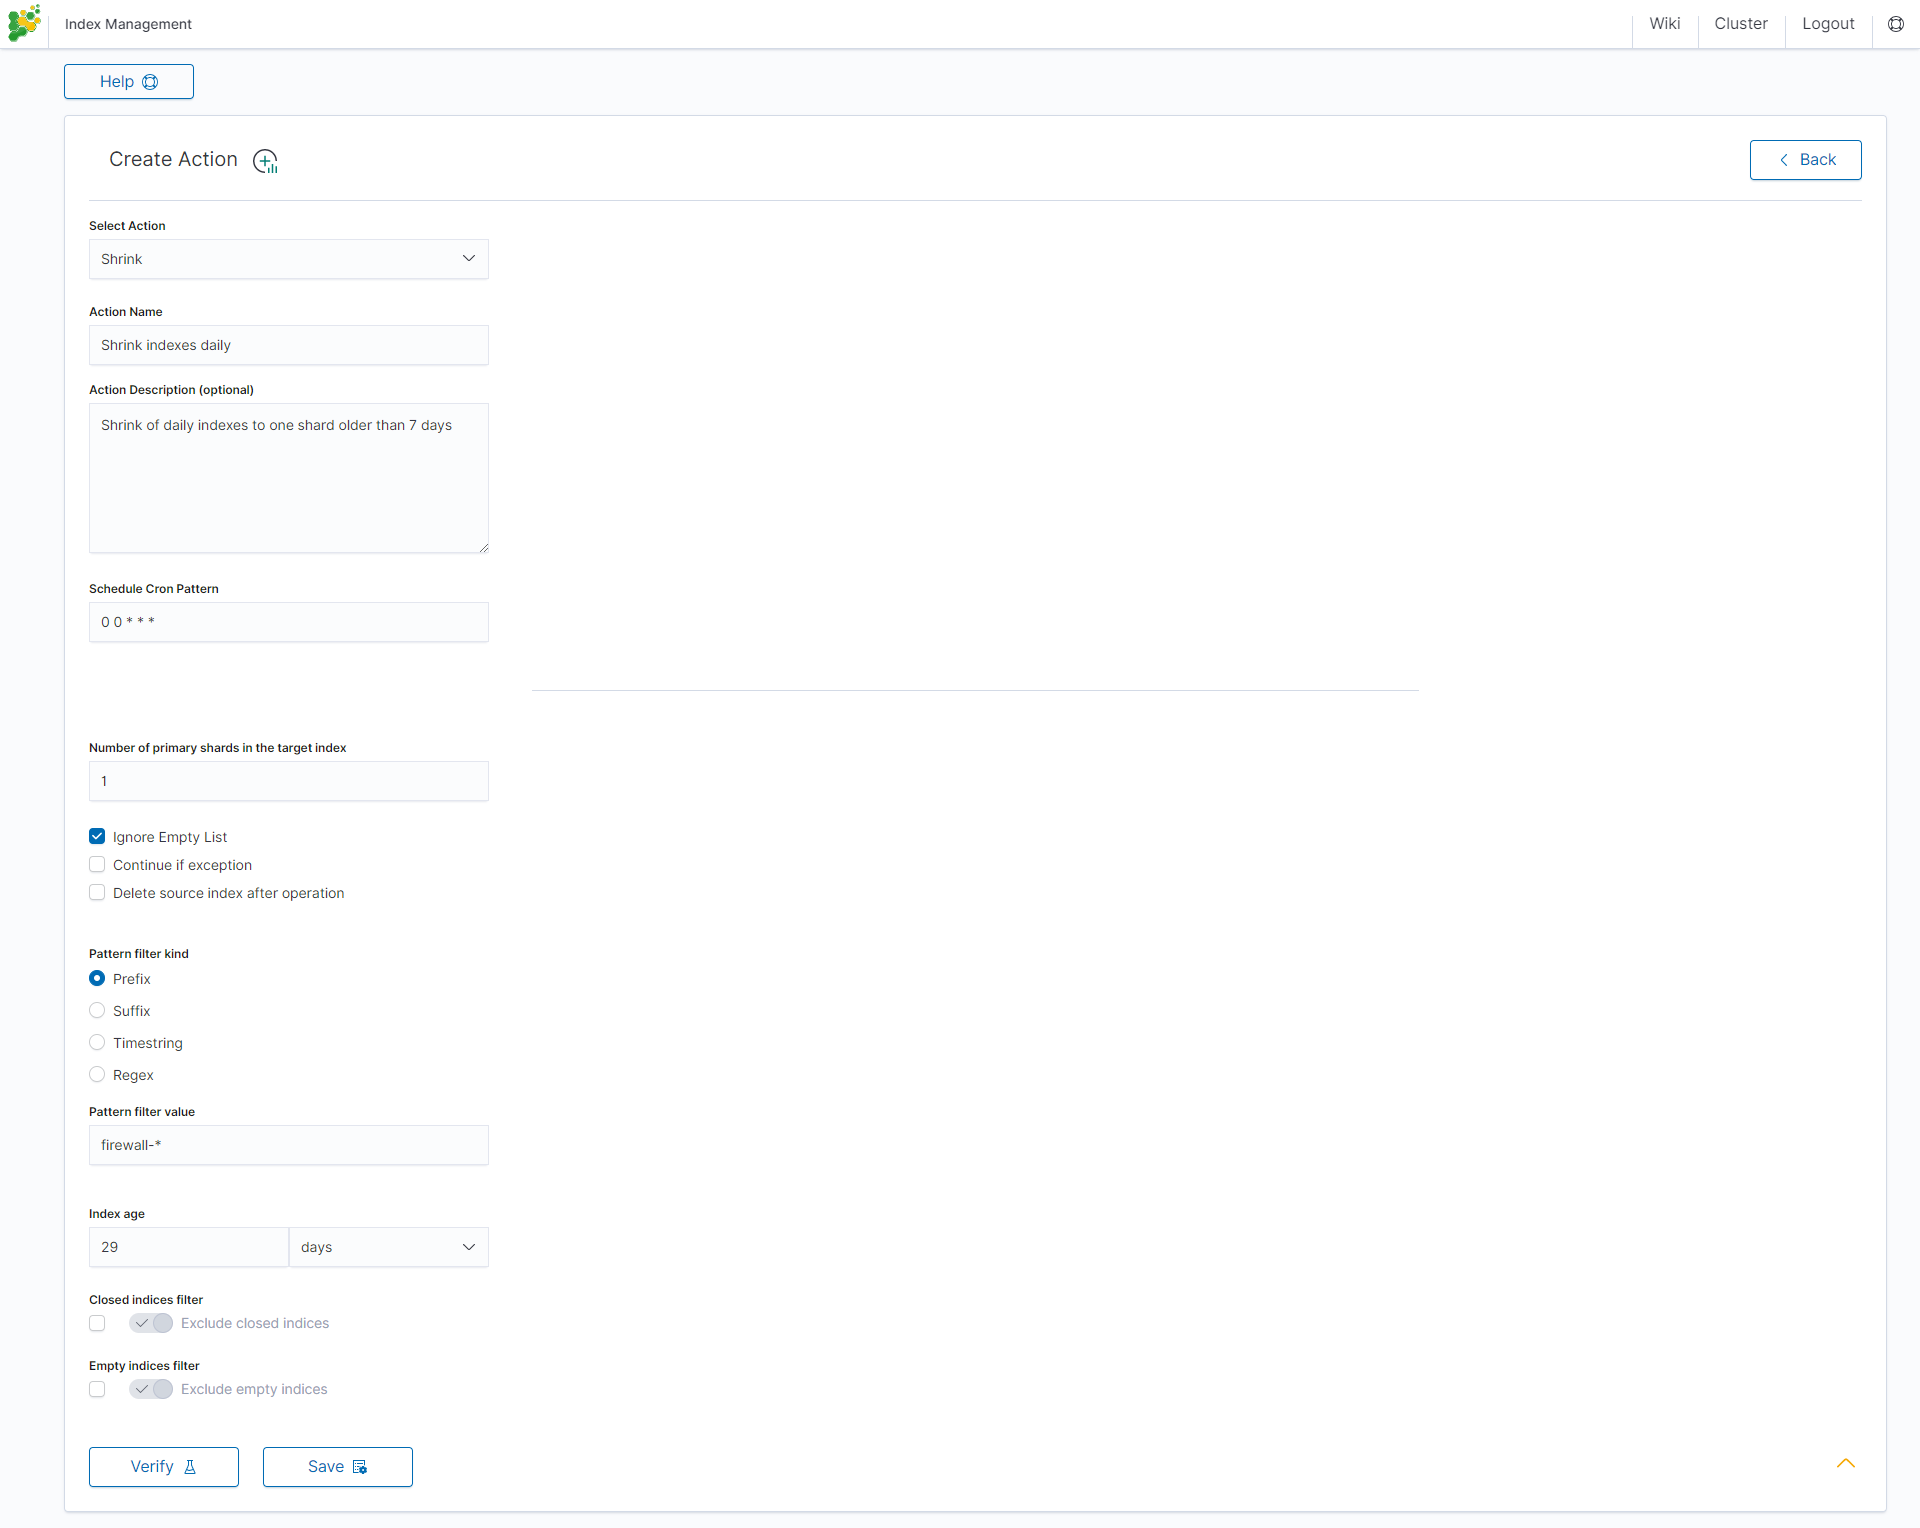 Index Management
Wiki
Cluster
Logout
Help
Create Action
Back
Select Action
Shrink
Action Name
Shrink indexes daily
Action Description (optional)
Shrink of daily indexes to one shard older than 7 days
Schedule Cron Pattern
0 0 * * *
Number of primary shards in the target index
1
Ignore Empty List
Continue if exception
Delete source index after operation
Pattern filter kind
Prefix
Suffix
Timestring
Regex
Pattern filter value
firewall-*
Index age
29
days
Closed indices filter
Exclude closed indices
Empty indices filter
Exclude empty indices
Verify
Save